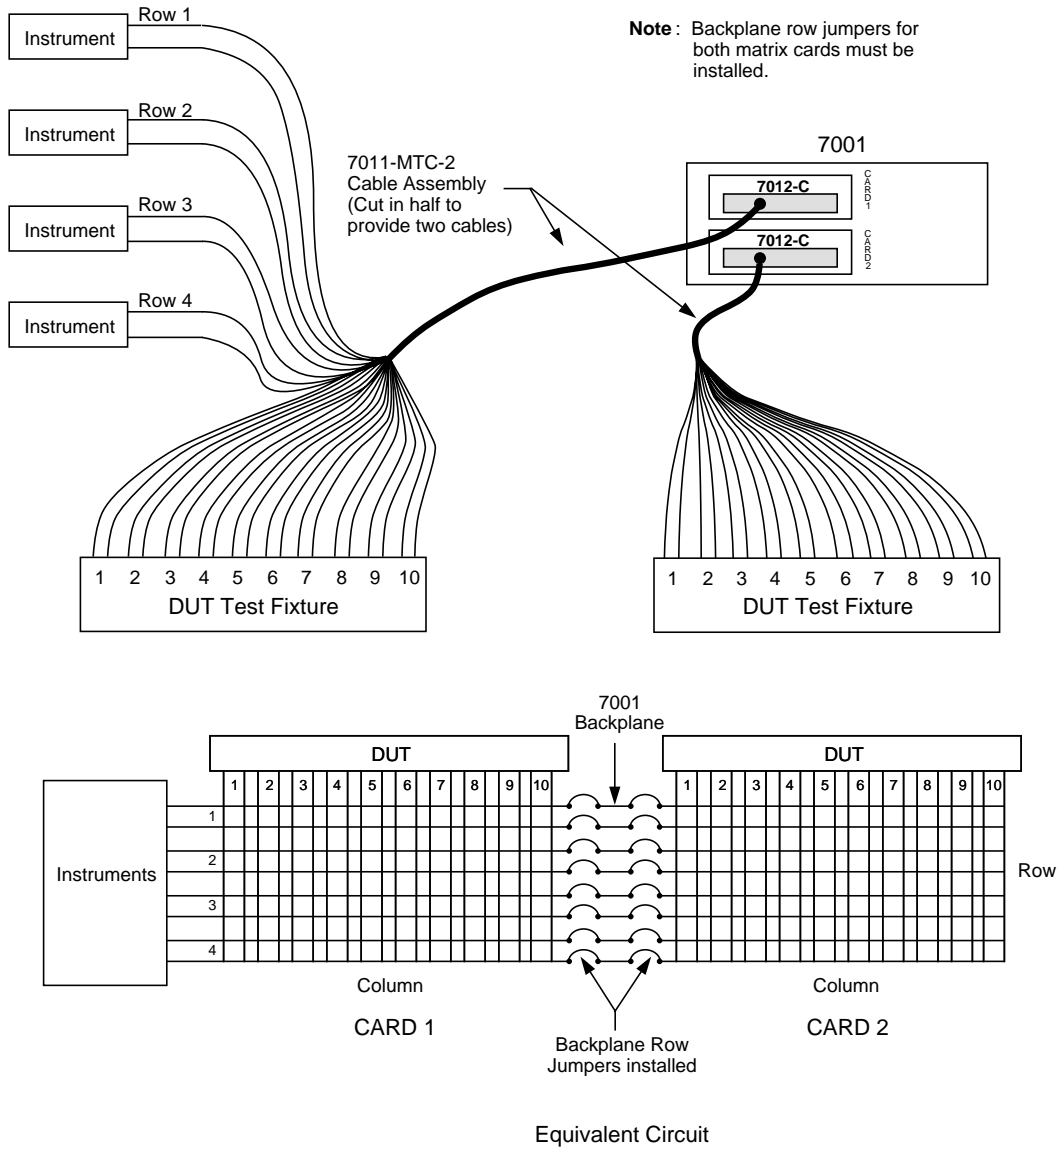 Row 1
Instrument
Note : Backplane row jumpers for
both matrix cards must be
installed.
Row 2
Instrument
7001
7011-MTC-2
Cable Assembly
(Cut in half to
provide two cables)
7012-C
CARD1
Row 3
Instrument
7012-C
CARD2
Row 4
Instrument
1 2 3 4 5 6 7 8 9 10
DUT Test Fixture
1 2 3 4 5 6 7 8 9 10
DUT Test Fixture
7001
Backplane
DUT
DUT
1 2 3 4 5 6 7 8 9 10
1 2 3 4 5 6 7 8 9 10
Instruments
1
2
3
4
Row
Column
Column
CARD 1
CARD 2
Backplane Row
Jumpers installed
Equivalent Circuit